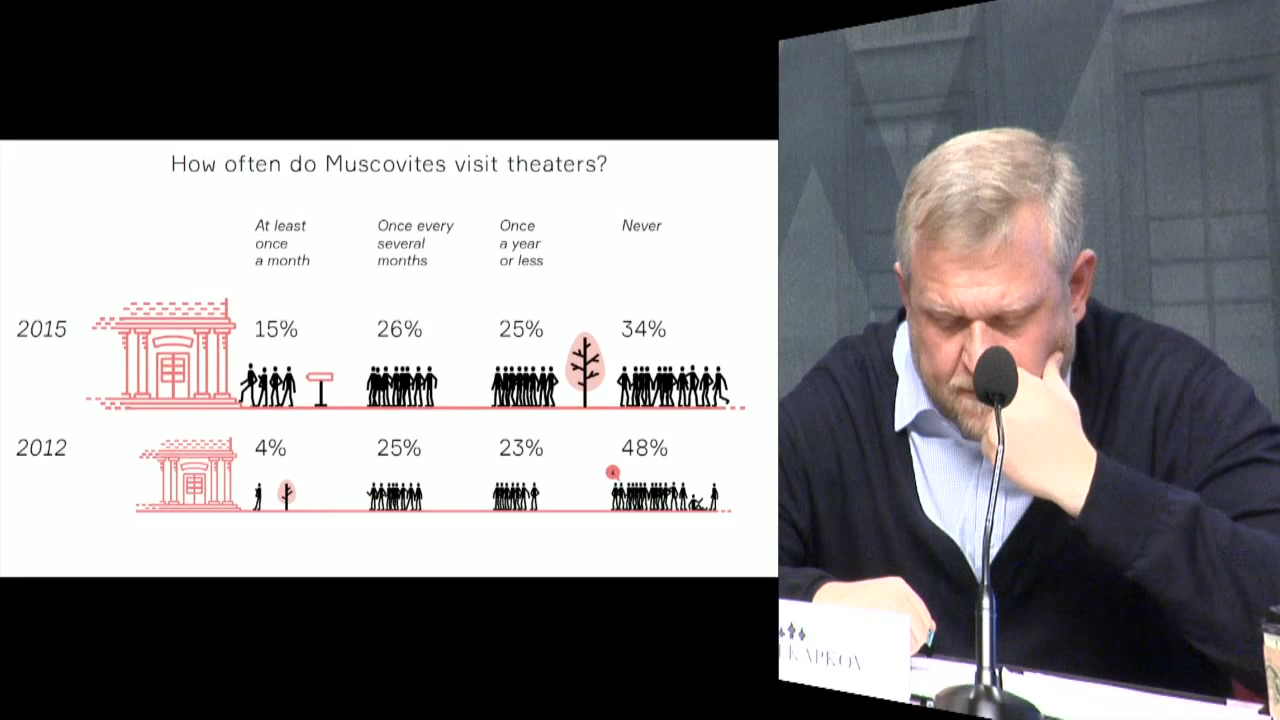 How often do Muscovites visit theaters?
At least
once
a month
Once every
several
months
Once
a year
or less
Never
2015
15%
26%
25%
34%
2012
4%
25%
23%
48%
KAPKOV